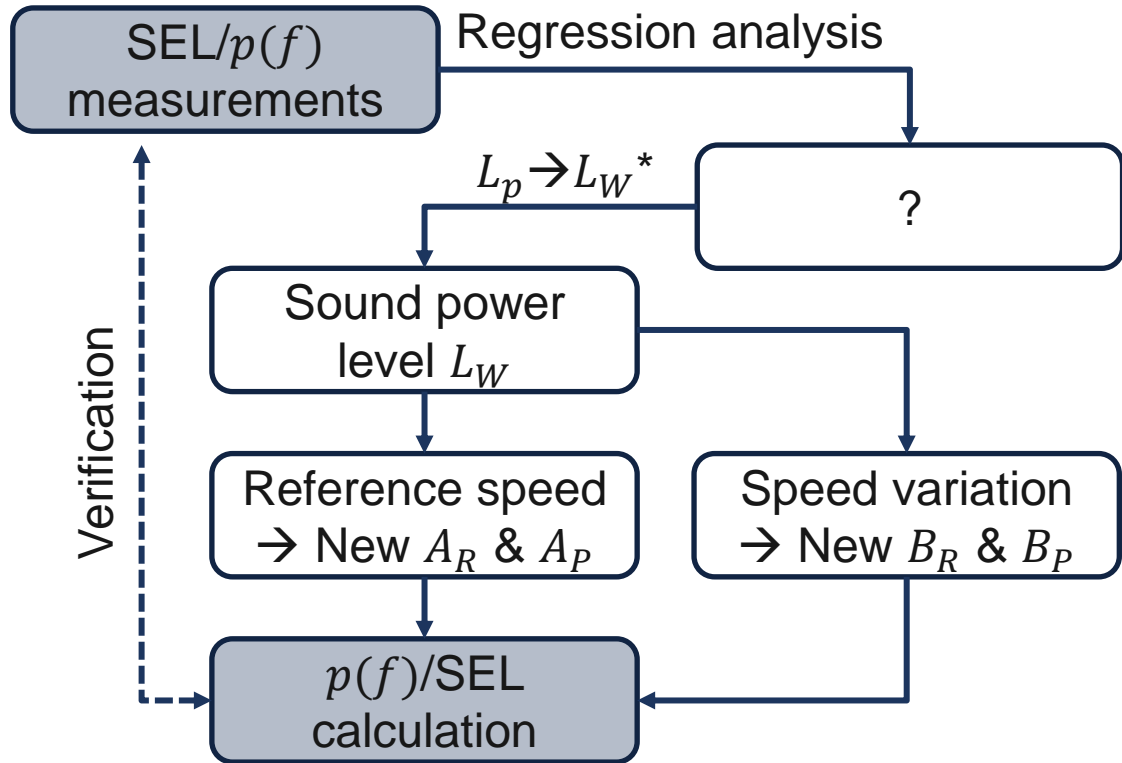 SEL/p(f)
measurements
Regression analysis
L_p→L_W*
?
Sound power
level L_W
Verification
Reference speed
→ New A_R & A_P
Speed variation
→ New B_R & B_P
p(f)/SEL
calculation